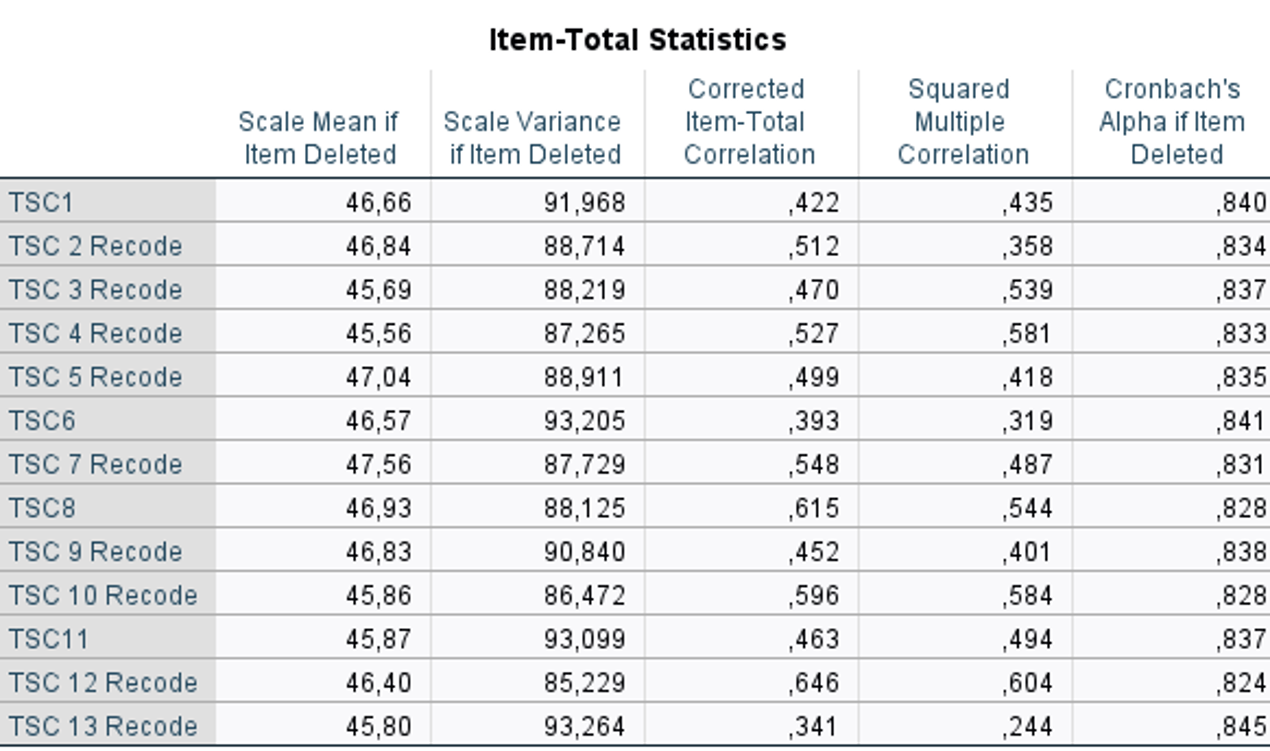 Item-Total Statistics
Scale Mean if Item Deleted | Scale Variance if Item Deleted | Corrected Item-Total Correlation | Squared Multiple Correlation | Cronbach's Alpha if Item Deleted
TSC1 46,66 91,968 ,422 ,435 ,840
TSC 2 Recode 46,84 88,714 ,512 ,358 ,834
TSC 3 Recode 45,69 88,219 ,470 ,539 ,837
TSC 4 Recode 45,56 87,265 ,527 ,581 ,833
TSC 5 Recode 47,04 88,911 ,499 ,418 ,835
TSC6 46,57 93,205 ,393 ,319 ,841
TSC 7 Recode 47,56 87,729 ,548 ,487 ,831
TSC8 46,93 88,125 ,615 ,544 ,828
TSC 9 Recode 46,83 90,840 ,452 ,401 ,838
TSC 10 Recode 45,86 86,472 ,596 ,584 ,828
TSC11 45,87 93,099 ,463 ,494 ,837
TSC 12 Recode 46,40 85,229 ,646 ,604 ,824
TSC 13 Recode 45,80 93,264 ,341 ,244 ,845